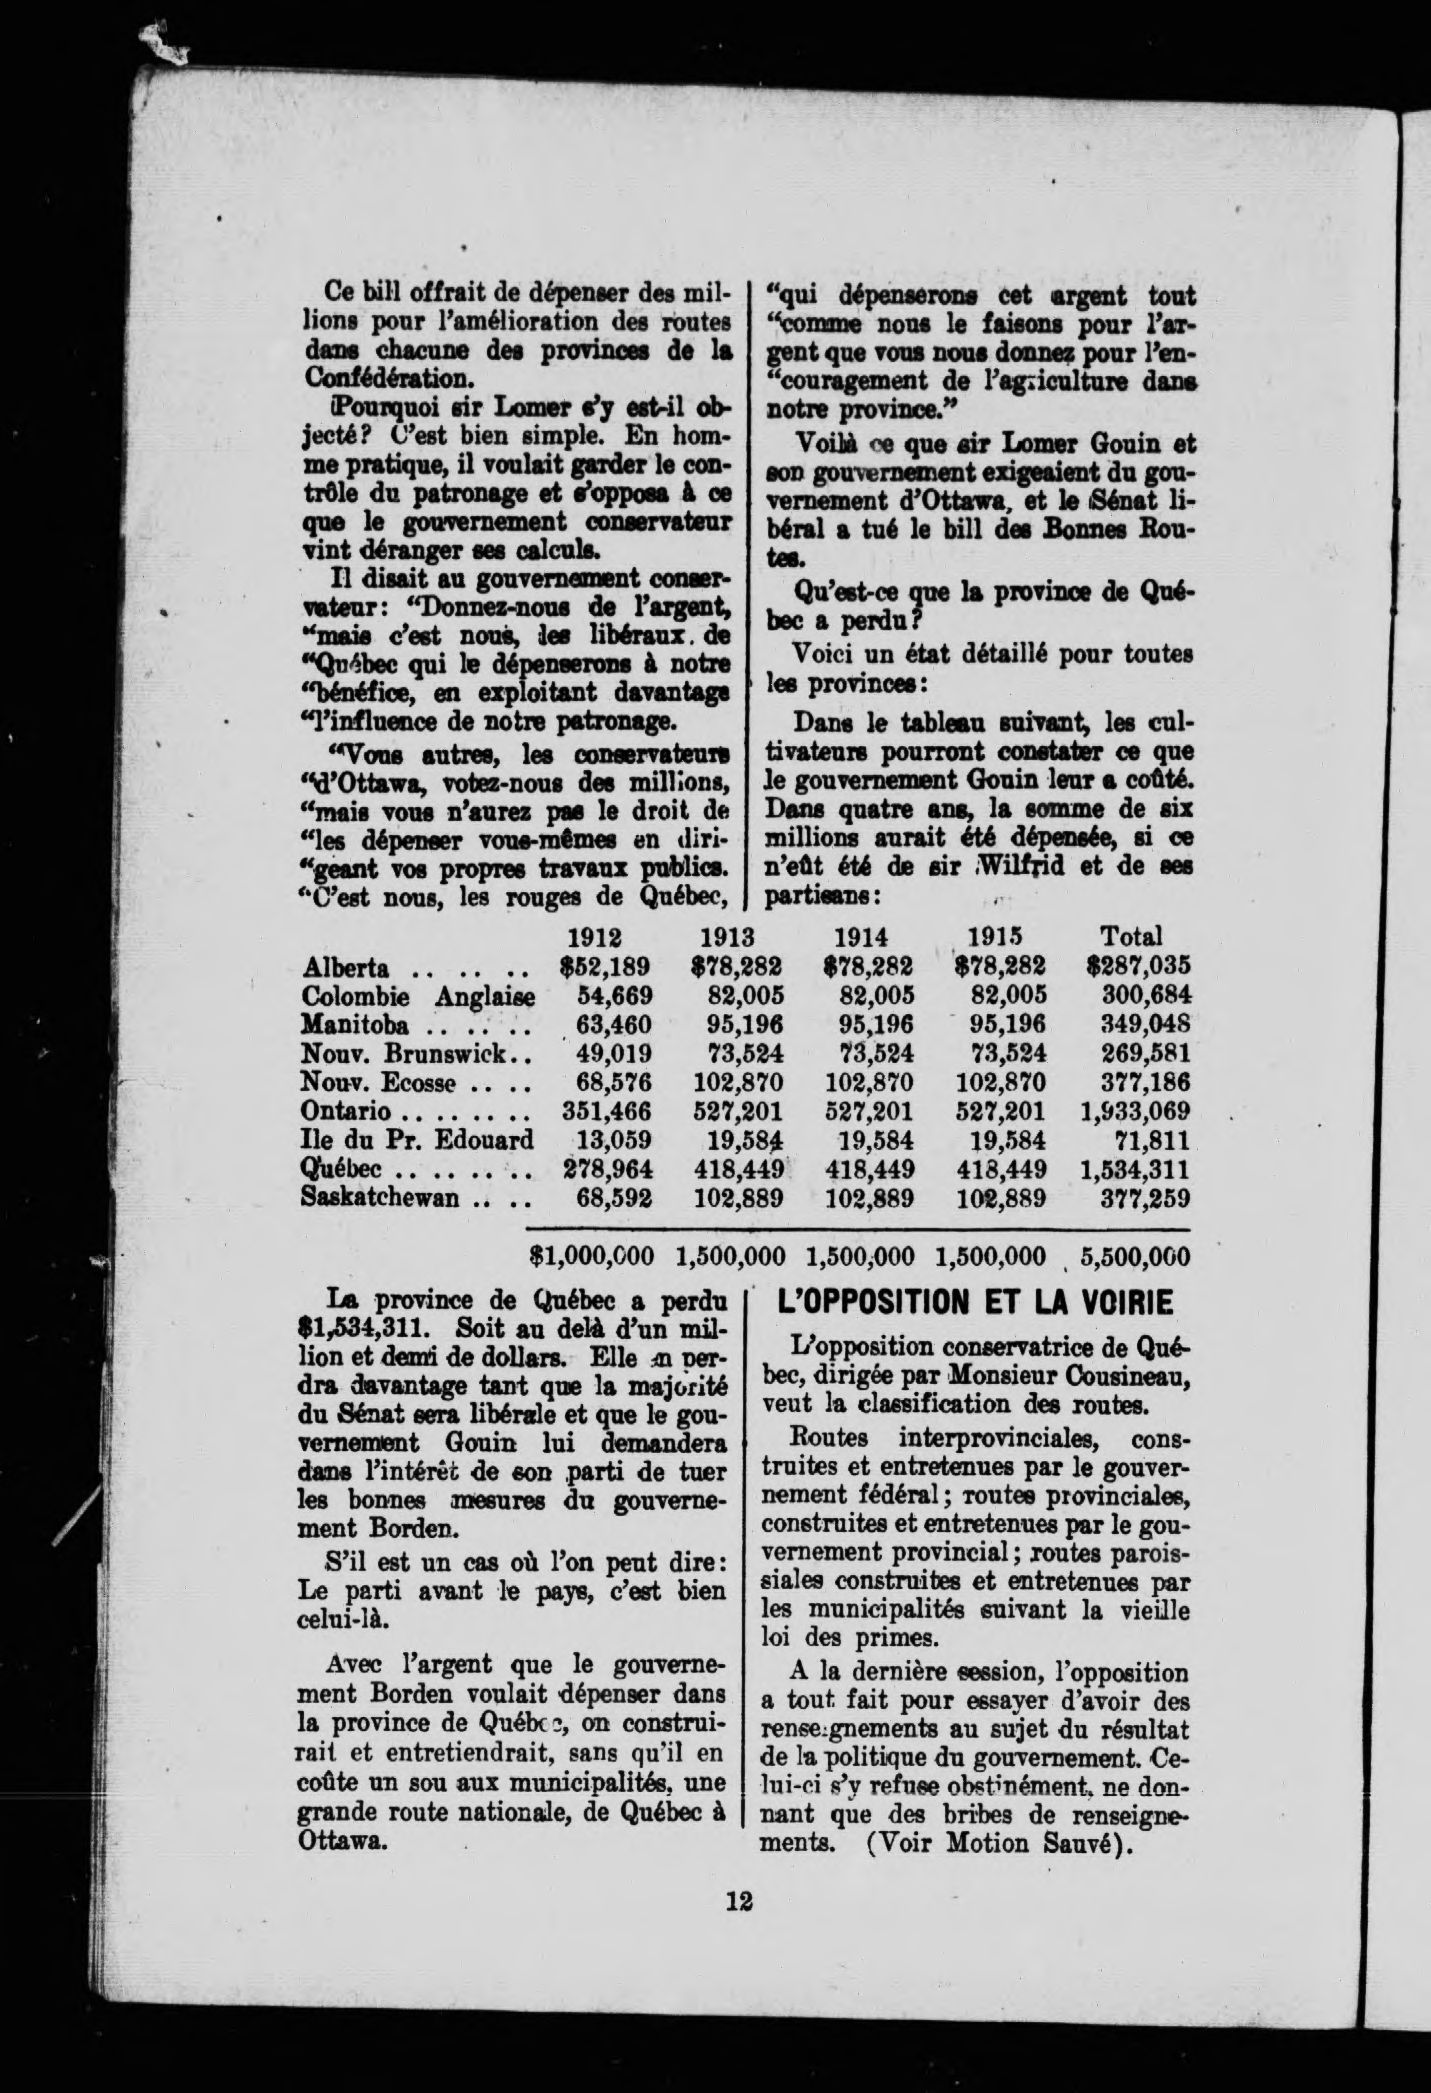 Ce bill offrait de dépenser des mil-
lions pour l'amélioration des routes
dans chacune des provinces de la
Confédération.
Pourquoi sir Lomer s'y est-il ob-
jecté? C'est bien simple. En hom-
me pratique, il voulait garder le con-
trôle du patronage et s'opposa à ce
que le gouvernement conservateur
vint déranger ses calculs.
Il disait au gouvernement conser-
vateur: "Donnez-nous de l'argent,
"mais c'est nous, les libéraux de
"Québec qui le dépenserons à notre
"bénéfice, en exploitant davantage
"l'influence de notre patronage.
"Vous autres, les conservateurs
"d'Ottawa, votez-nous des millions,
"mais vous n'aurez pas le droit de
"les dépenser vous-mêmes en diri-
"geant vos propres travaux publics.
"C'est nous, les rouges de Québec,
"qui dépenserons cet argent tout
"comme nous le faisons pour l'ar-
gent que vous nous donnez pour l'en-
"couragement de l'agriculture dans
notre province."
Voilà ce que sir Lomer Gouin et
son gouvernement exigeaient du gou-
vernement d'Ottawa, et le Sénat li-
béral a tué le bill des Bonnes Rou-
tes.
Qu'est-ce que la province de Qué-
bec a perdu?
Voici un état détaillé pour toutes
les provinces:
Dans le tableau suivant, les cul-
tivateurs pourront constater ce que
le gouvernement Gouin leur a coûté.
Dans quatre ans, la somme de six
millions aurait été dépensée, si ce
n'eût été de sir Wilfrid et de ses
partisans:
1912 1913 1914 1915 Total
Alberta .. .. .. $52,189 $78,282 $78,282 $78,282 $287,035
Colombie Anglaise 54,669 82,005 82,005 82,005 300,684
Manitoba .. .. .. 63,460 95,196 95,196 95,196 349,048
Nouv. Brunswick.. 49,019 73,524 73,524 73,524 269,581
Nouv. Ecosse .. .. 68,576 102,870 102,870 102,870 377,186
Ontario .. .. .. .. 351,466 527,201 527,201 527,201 1,933,069
Ile du Pr. Edouard 13,059 19,584 19,584 19,584 71,811
Québec .. .. .. .. 278,964 418,449 418,449 418,449 1,534,311
Saskatchewan .. .. 68,592 102,889 102,889 102,889 377,259
$1,000,000 1,500,000 1,500,000 1,500,000 5,500,000
La province de Québec a perdu
$1,534,311. Soit au delà d'un mil-
lion et demi de dollars. Elle en per-
dra davantage tant que la majorité
du Sénat sera libérale et que le gou-
vernement Gouin lui demandera
dans l'intérêt de son parti de tuer
les bonnes mesures du gouverne-
ment Borden.
S'il est un cas où l'on peut dire:
Le parti avant le pays, c'est bien
celui-là.
Avec l'argent que le gouverne-
ment Borden voulait dépenser dans
la province de Québec, on construi-
rait et entretiendrait, sans qu'il en
coûte un sou aux municipalités, une
grande route nationale, de Québec à
Ottawa.
L'OPPOSITION ET LA VOIRIE
L'opposition conservatrice de Qué-
bec, dirigée par Monsieur Cousineau,
veut la classification des routes.
Routes interprovinciales, cons-
truites et entretenues par le gouver-
nement fédéral; routes provinciales,
construites et entretenues par le gou-
vernement provincial; routes parois-
siales construites et entretenues par
les municipalités suivant la vieille
loi des primes.
A la dernière session, l'opposition
a tout fait pour essayer d'avoir des
renseignements au sujet du résultat
de la politique du gouvernement. Ce-
lui-ci s'y refuse obstinément, ne don-
nant que des bribes de renseigne-
ments. (Voir Motion Sauvé).
12